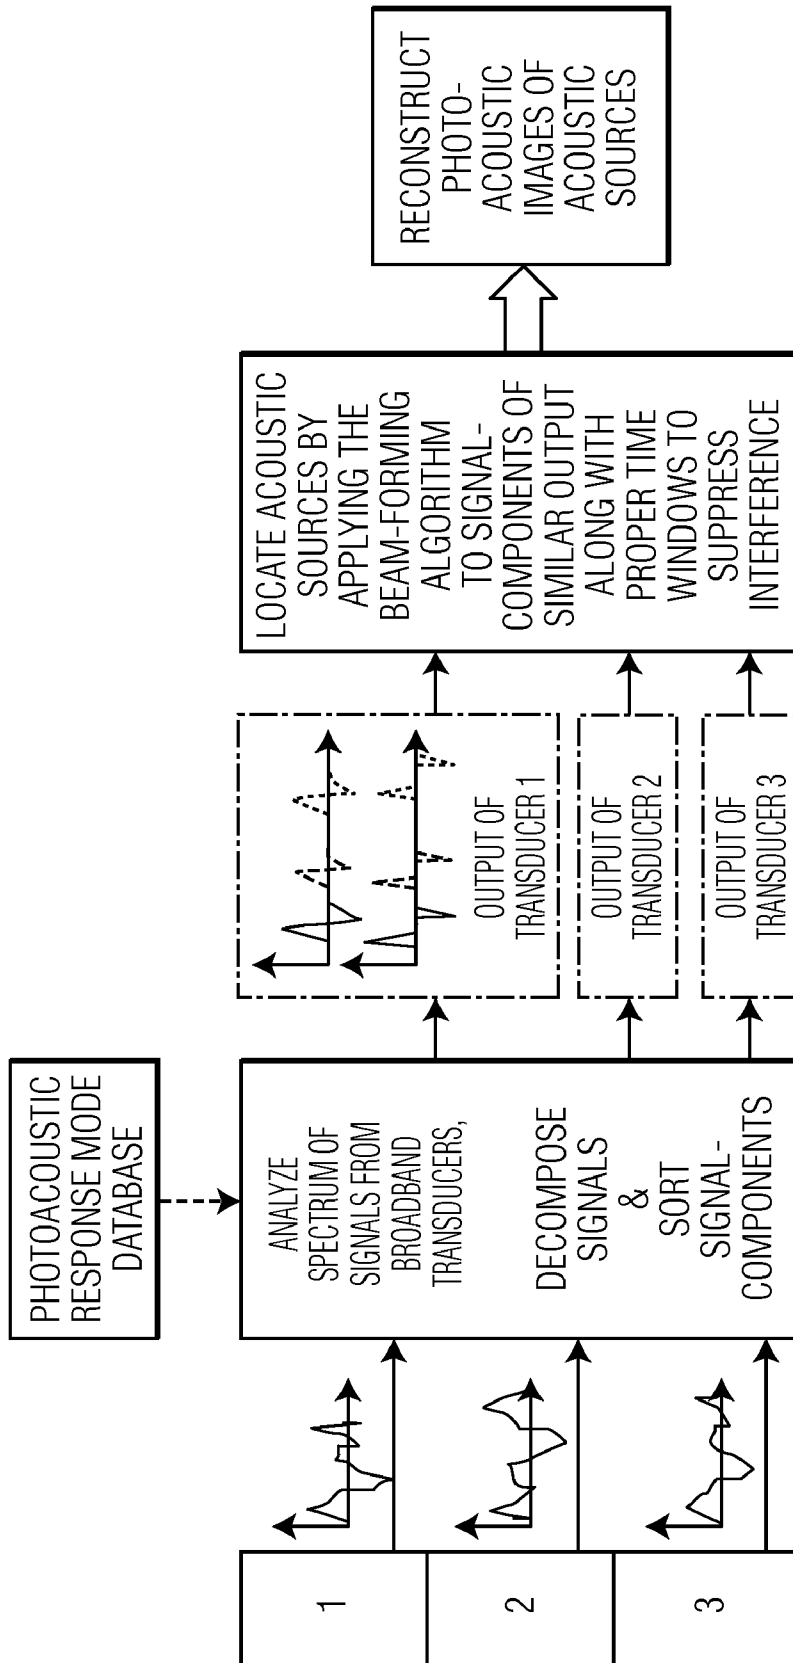 PHOTOACOUSTIC
RESPONSE MODE
DATABASE
1
2
3
ANALYZE
SPECTRUM OF
SIGNALS FROM
BROADBAND
TRANSDUCERS,
DECOMPOSE
SIGNALS
&
SORT
SIGNAL-
COMPONENTS
OUTPUT OF
TRANSDUCER 1
OUTPUT OF
TRANSDUCER 2
OUTPUT OF
TRANSDUCER 3
LOCATE ACOUSTIC
SOURCES BY
APPLYING THE
BEAM-FORMING
ALGORITHM
TO SIGNAL-
COMPONENTS OF
SIMILAR OUTPUT
ALONG WITH
PROPER TIME
WINDOWS TO
SUPPRESS
INTERFERENCE
RECONSTRUCT
PHOTO-
ACOUSTIC
IMAGES OF
ACOUSTIC
SOURCES